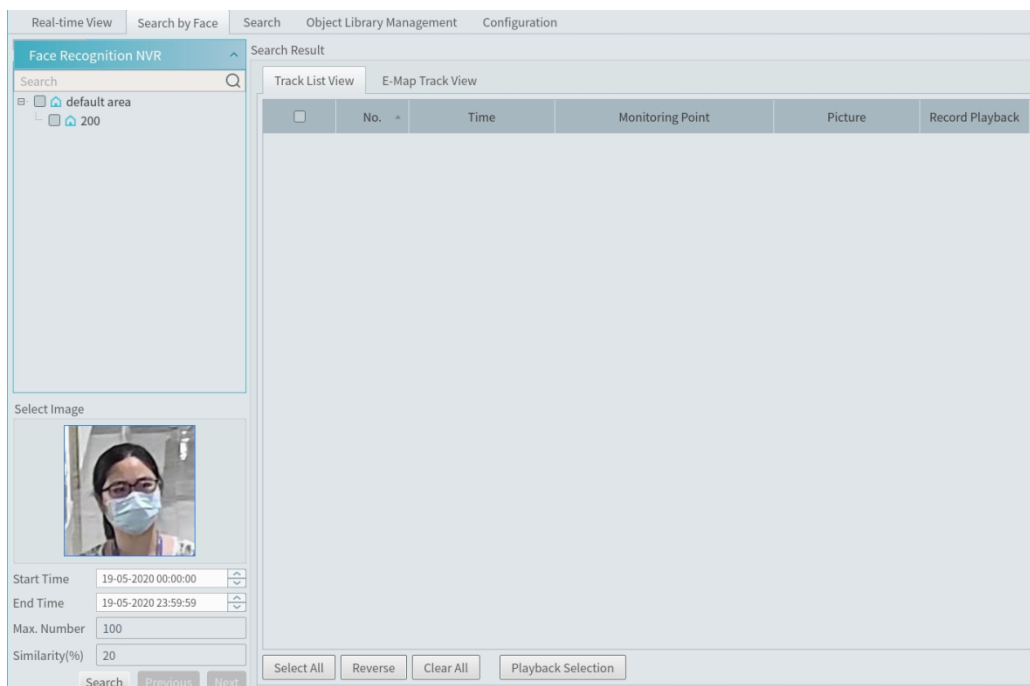 Real-time View Search by Face Search Object Library Management Configuration
Face Recognition NVR
Search
default area
200
Select Image
Start Time 19-05-2020 00:00:00
End Time 19-05-2020 23:59:59
Max. Number 100
Similarity(%) 20
Search Previous Next
Search Result
Track List View E-Map Track View
No. Time Monitoring Point Picture Record Playback
Select All Reverse Clear All Playback Selection